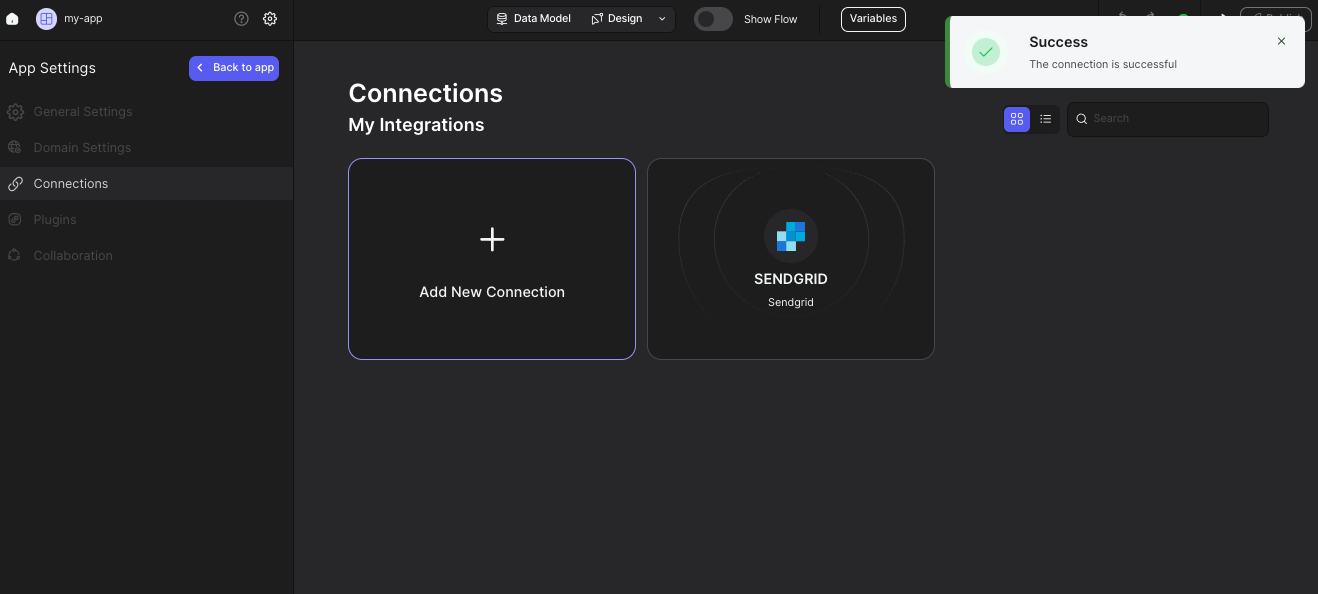 my-app
Data Model
Design
Show Flow
Variables
App Settings
Back to app
General Settings
Domain Settings
Connections
Plugins
Collaboration
Success
The connection is successful
Connections
My Integrations
Search
Add New Connection
SENDGRID
Sendgrid